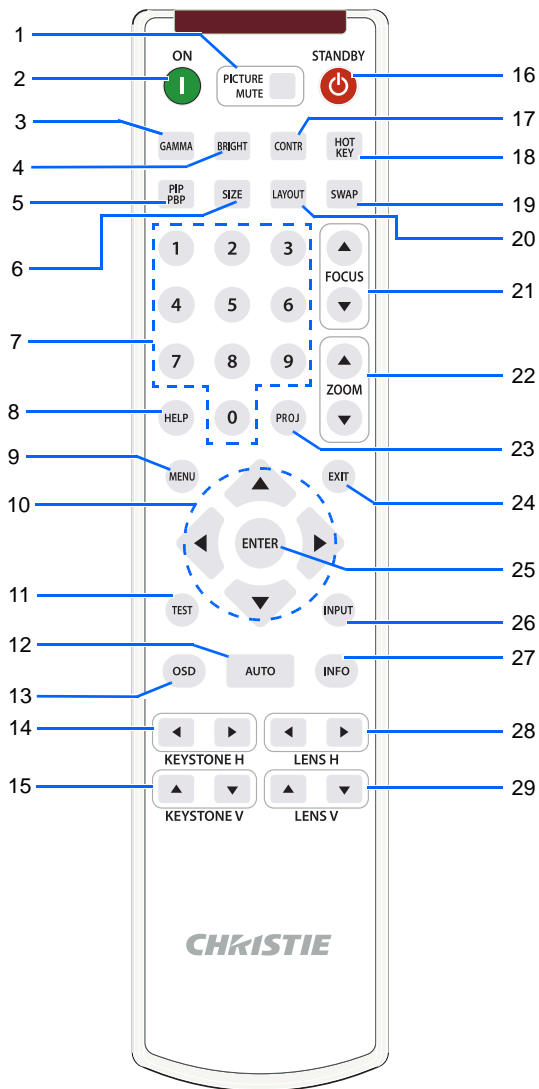 1
ON
STANDBY
2
PICTURE
MUTE
16
3
17
GAMMA
BRIGHT
CONTR
HOT
KEY
4
18
5
PIP
PBP
SIZE
LAYOUT
SWAP
19
6
20
1
2
3
FOCUS
21
4
5
6
7
7
8
9
ZOOM
22
8
HELP
0
PROJ
23
9
MENU
EXIT
24
10
ENTER
25
11
TEST
INPUT
26
12
27
OSD
AUTO
INFO
13
14
28
KEYSTONE H
LENS H
15
29
KEYSTONE V
LENS V
CHRISTIE